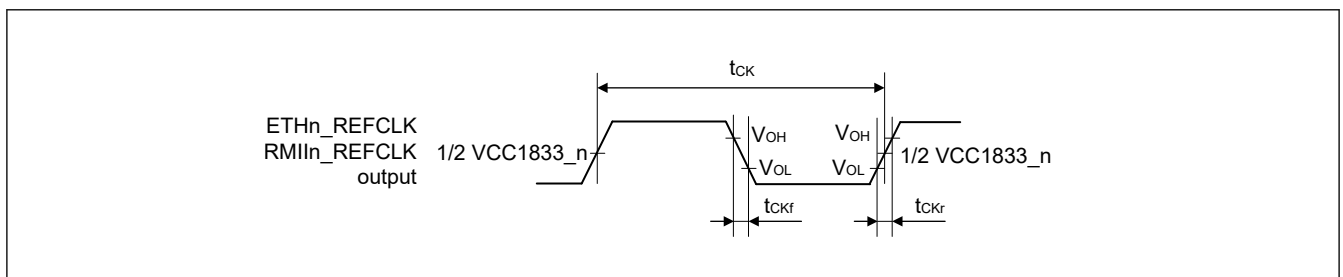 tCK
ETHn_REFCLK
RMIIn_REFCLK
output
1/2 VCC1833_n
VOH
VOL
VOH
VOL
1/2 VCC1833_n
tCKf
tCKr